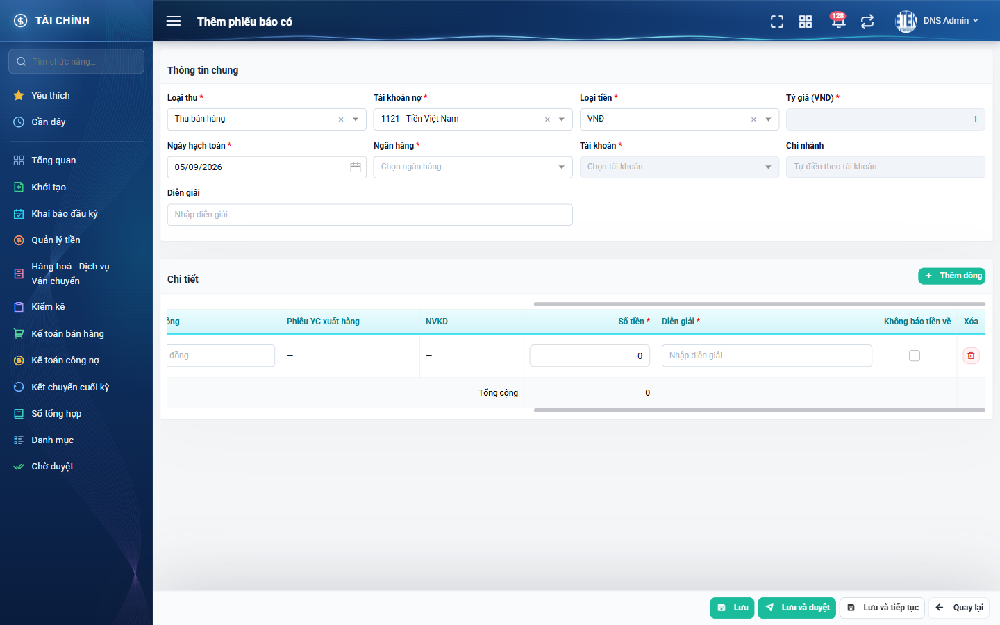 TÀI CHÍNH
Thêm phiếu báo có
128
DNS Admin
Tìm chức năng...
Yêu thích
Gần đây
Tổng quan
Khởi tạo
Khai báo đầu kỳ
Quản lý tiền
Hàng hoá - Dịch vụ -
Vận chuyển
Kiểm kê
Kế toán bán hàng
Kế toán công nợ
Kết chuyển cuối kỳ
Sổ tổng hợp
Danh mục
Chờ duyệt
Thông tin chung
Loại thu *
Tài khoản nợ *
Loại tiền *
Tỷ giá (VND) *
Thu bán hàng
1121 - Tiền Việt Nam
VNĐ
1
Ngày hạch toán *
Ngân hàng *
Tài khoản *
Chi nhánh
05/09/2026
Chọn ngân hàng
Chọn tài khoản
Tự điền theo tài khoản
Diễn giải
Nhập diễn giải
Chi tiết
+ Thêm dòng
ồng Phiếu YC xuất hàng NVKD Số tiền * Diễn giải * Không báo tiền về Xóa
đồng — — 0 Nhập diễn giải
Tổng cộng 0
Lưu
Lưu và duyệt
Lưu và tiếp tục
Quay lại